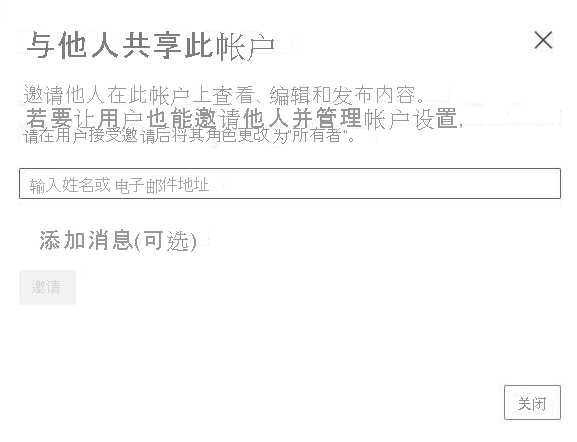 与他人共享此帐户
邀请他人在此帐户上查看、编辑和发布内容。
若要让用户也能邀请他人并管理帐户设置,
请在用户接受邀请后将其角色更改为"所有者"。
输入姓名或 电子邮件地址
添加消息(可选)
邀请
关闭